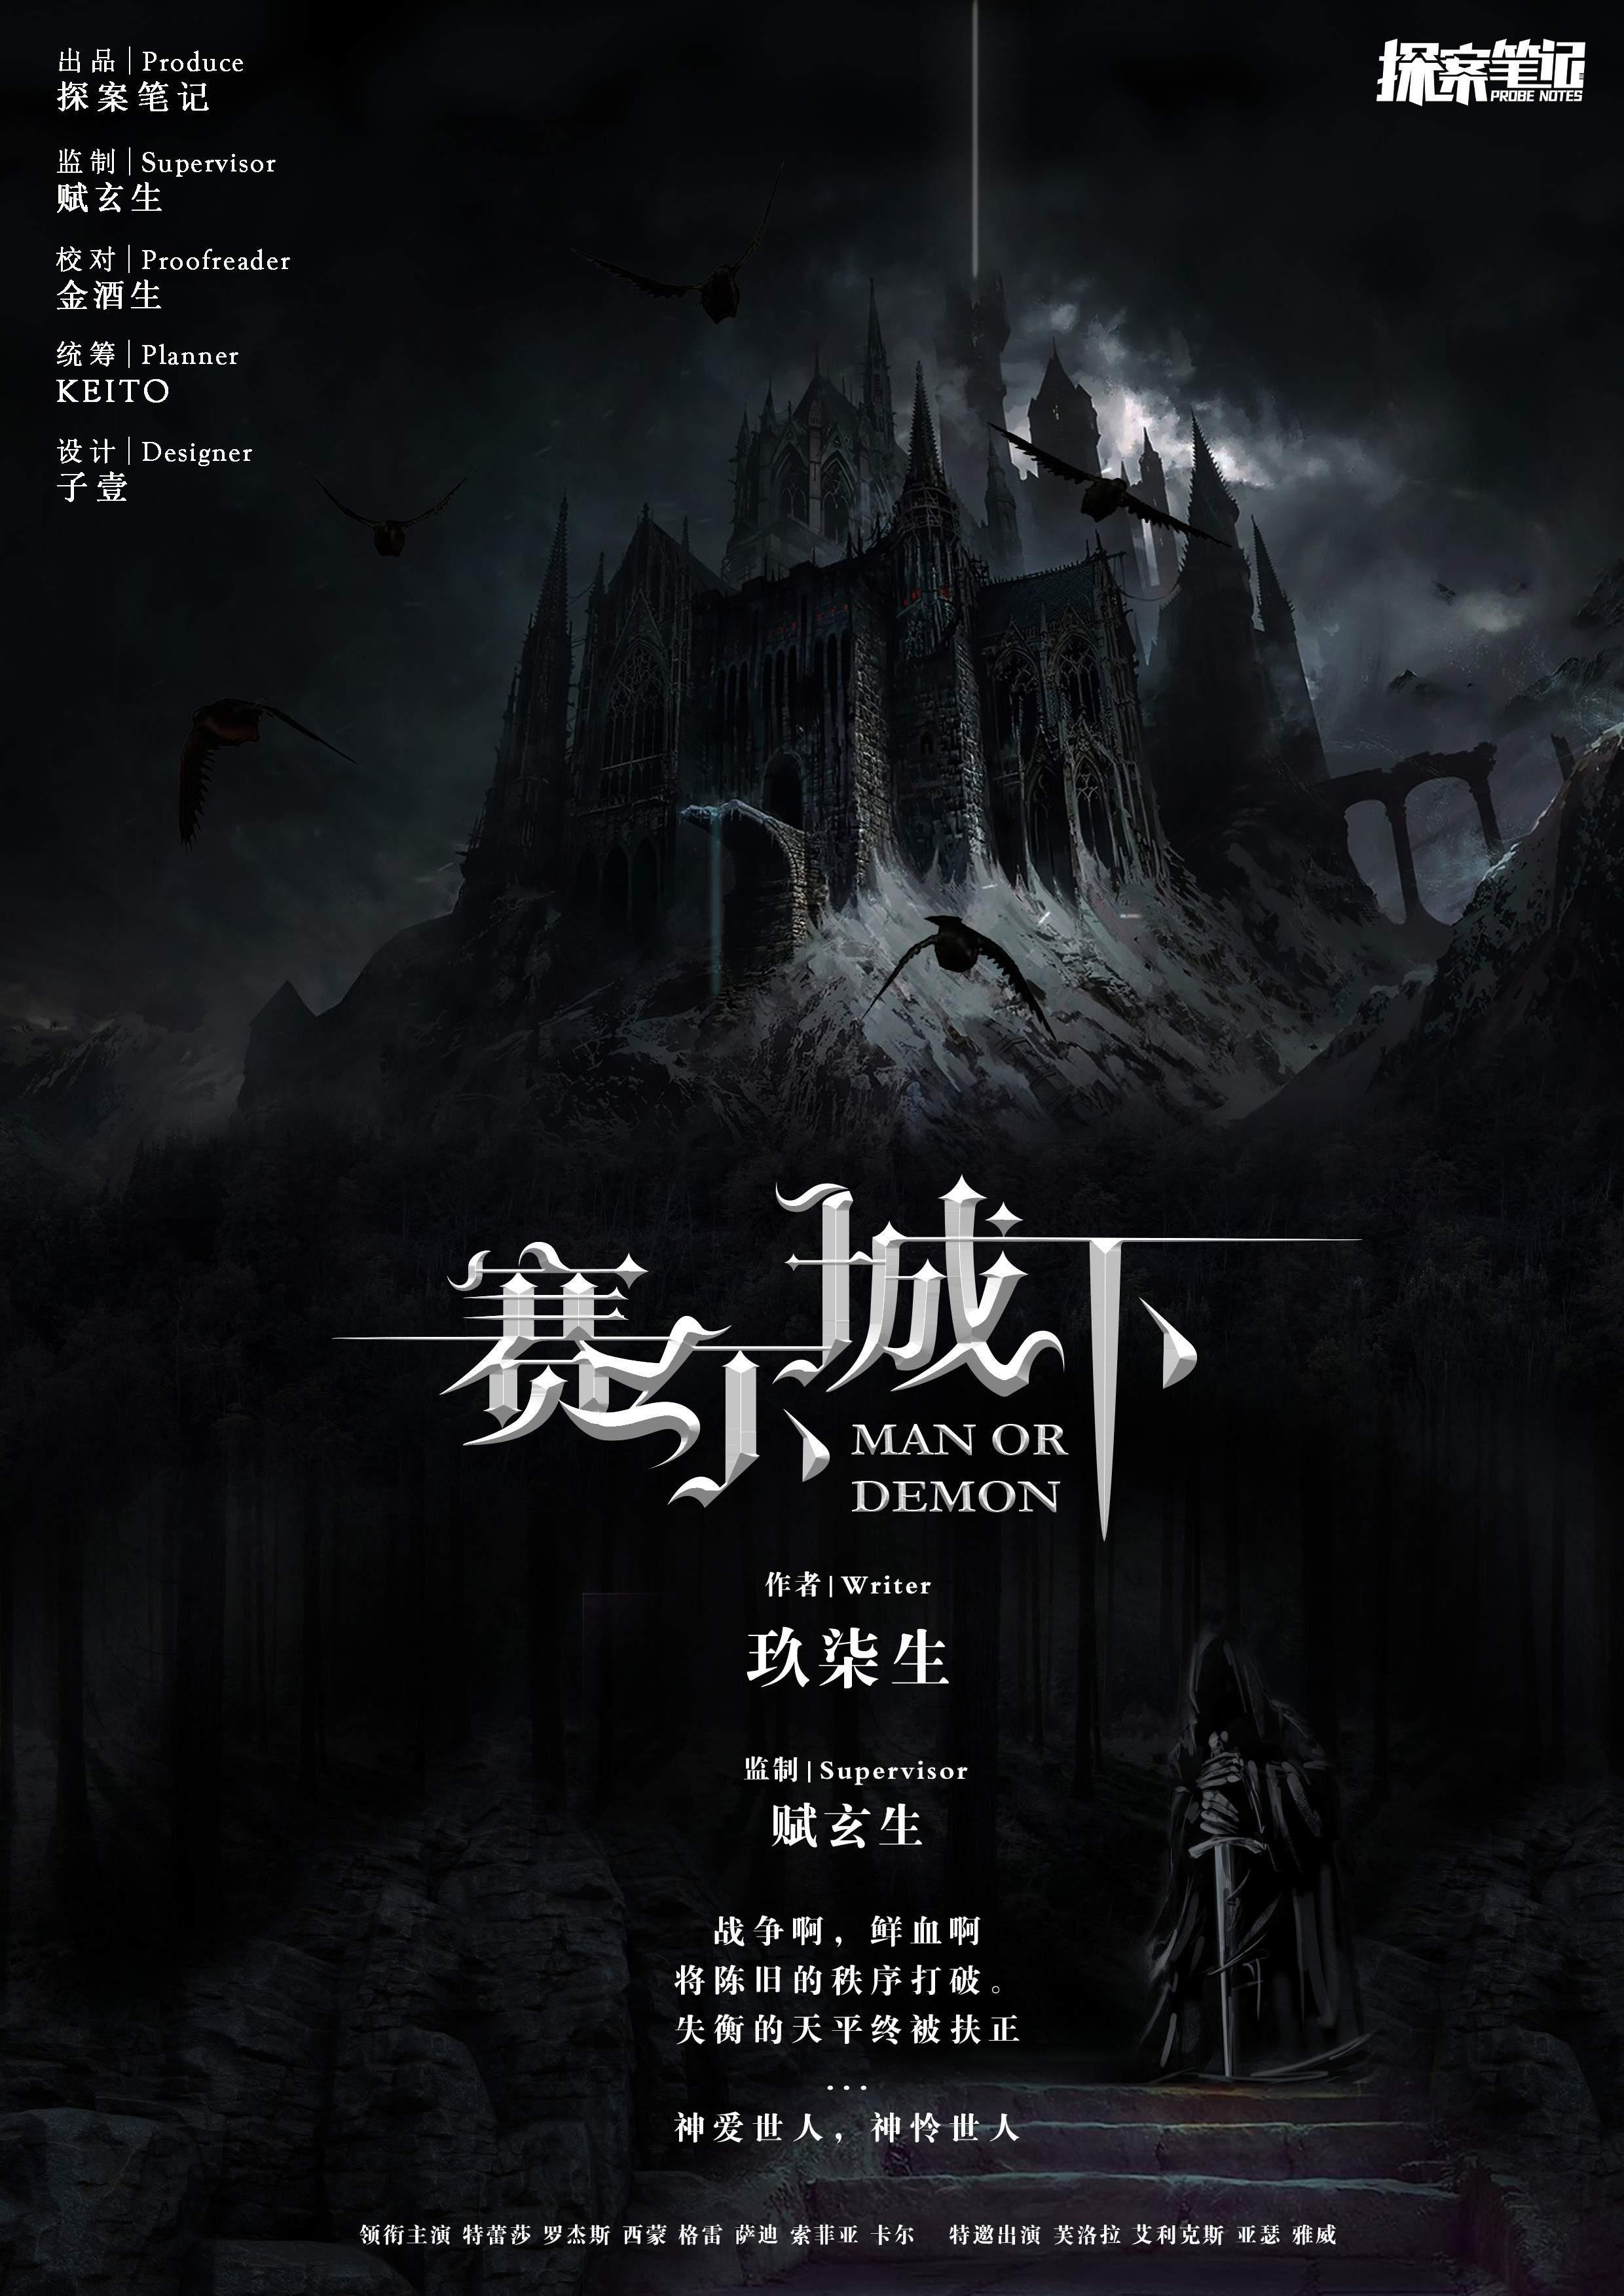 出品|Produce
探案笔记
监制|Supervisor
赋玄生
校对|Proofreader
金酒生
统筹|Planner
KEITO
设计|Designer
子壹
探案笔记
PROBE NOTES
赛尔城下
MAN OR
DEMON
作者|Writer
玖柒生
监制|Supervisor
赋玄生
战争啊，鲜血啊
将陈旧的秩序打破。
失衡的天平终被扶正
...
神爱世人，神怜世人
领衔主演 特蕾莎 罗杰斯 西蒙 格雷 萨迪 索菲亚 卡尔 特邀出演 芙洛拉 艾利克斯 亚瑟 雅威